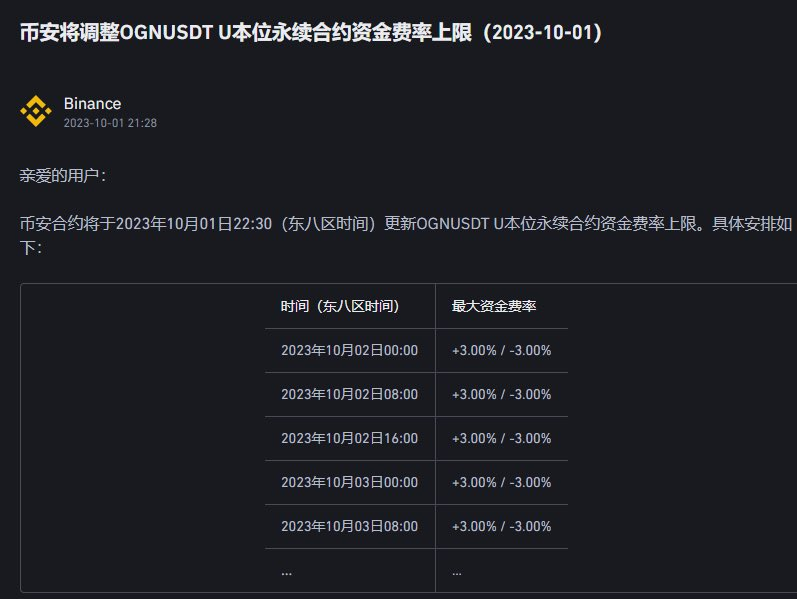 币安将调整OGNUSDT U本位永续合约资金费率上限（2023-10-01）
Binance
2023-10-01 21:28
亲爱的用户：
币安合约将于2023年10月01日22:30（东八区时间）更新OGNUSDT U本位永续合约资金费率上限。具体安排如
下：
时间（东八区时间） 最大资金费率
2023年10月02日00:00 +3.00% / -3.00%
2023年10月02日08:00 +3.00% / -3.00%
2023年10月02日16:00 +3.00% / -3.00%
2023年10月03日00:00 +3.00% / -3.00%
2023年10月03日08:00 +3.00% / -3.00%
... ...